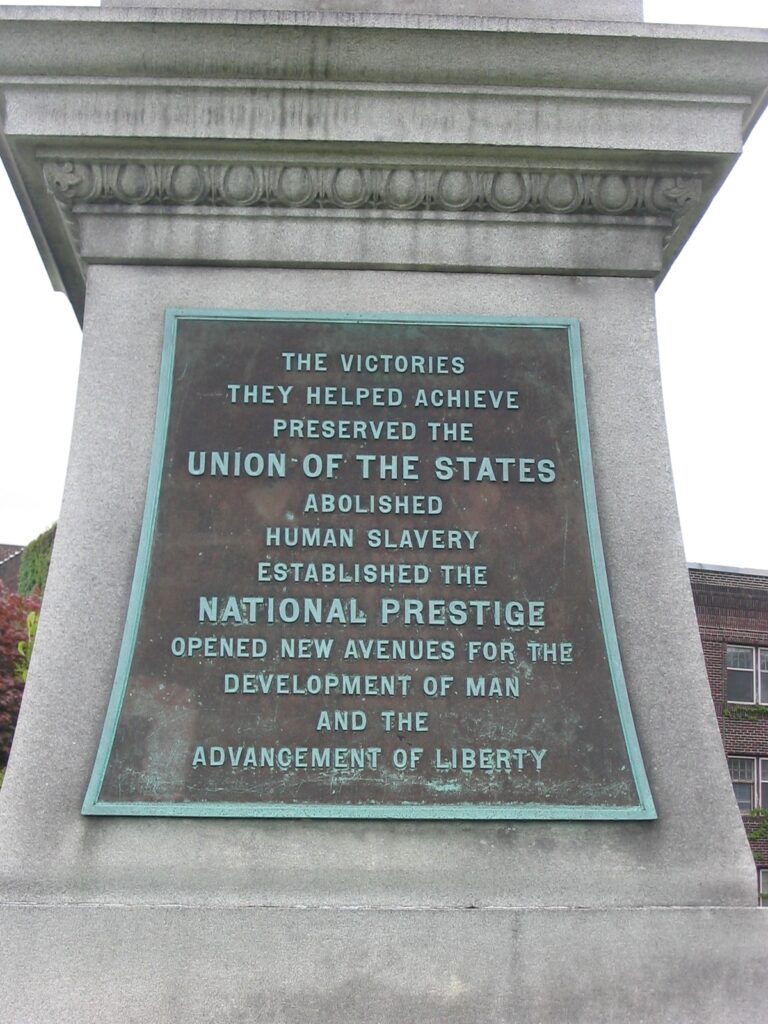 THE VICTORIES
THEY HELPED ACHIEVE
PRESERVED THE
UNION OF THE STATES
ABOLISHED
HUMAN SLAVERY
ESTABLISHED THE
NATIONAL PRESTIGE
OPENED NEW AVENUES FOR THE
DEVELOPMENT OF MAN
AND THE
ADVANCEMENT OF LIBERTY